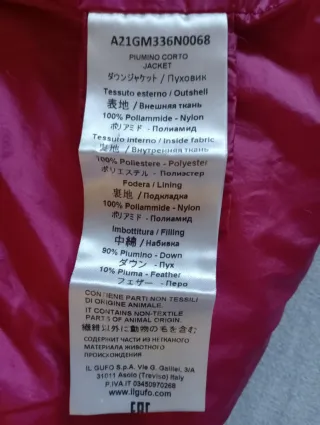 A21GM336N0068
PIUMINO CORTO
JACKET
ダウンジャケット / Пуховик
Tessuto esterno / Outshell
表地 / Внешняя ткань
100% Poliammide - Nylon
ポリアミド - Полиамид
Tessuto interno / Inside fabric
裏地 / Внутренняя ткань
100% Poliestere - Polyester
ポリエステル - Полиэстер
Fodera / Lining
裏地 / Подкладка
100% Poliammide - Nylon
ポリアミド - Полиамид
Imbottitura / Filling
中綿 / Набивка
90% Piumino - Down
ダウン - Пух
10% Piuma - Feather
フェザー - Перо
CONTIENE PARTI NON TESSILI
DI ORIGINE ANIMALE.
IT CONTAINS NON-TEXTILE
PARTS OF ANIMAL ORIGIN.
繊維以外に動物の毛を含む
СОДЕРЖИТ ЧАСТИ ИЗ НЕТКАНОГО
МАТЕРИАЛА ЖИВОТНОГО
ПРОИСХОЖДЕНИЯ
IL GUFO S.p.A. Via G. Galilei, 3/A
31011 Asolo (Treviso) Italy
P.IVA.IT 03450970268
www.ilgufo.com
EAC